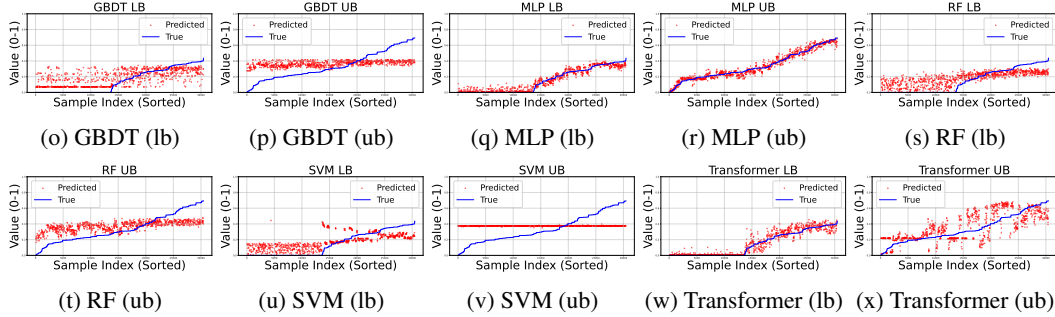 GBDT LB
GBDT UB
MLP LB
MLP UB
RF LB
Value (0-1)
Predicted
True
Value (0-1)
Predicted
True
Value (0-1)
Predicted
True
Value (0-1)
Predicted
True
Value (0-1)
Predicted
True
Sample Index (Sorted)
Sample Index (Sorted)
Sample Index (Sorted)
Sample Index (Sorted)
Sample Index (Sorted)
(o) GBDT (lb)
(p) GBDT (ub)
(q) MLP (lb)
(r) MLP (ub)
(s) RF (lb)
RF UB
SVM LB
SVM UB
Transformer LB
Transformer UB
Value (0-1)
Predicted
True
Value (0-1)
Predicted
True
Value (0-1)
Predicted
True
Value (0-1)
Predicted
True
Value (0-1)
Predicted
True
Sample Index (Sorted)
Sample Index (Sorted)
Sample Index (Sorted)
Sample Index (Sorted)
Sample Index (Sorted)
(t) RF (ub)
(u) SVM (lb)
(v) SVM (ub)
(w) Transformer (lb)
(x) Transformer (ub)